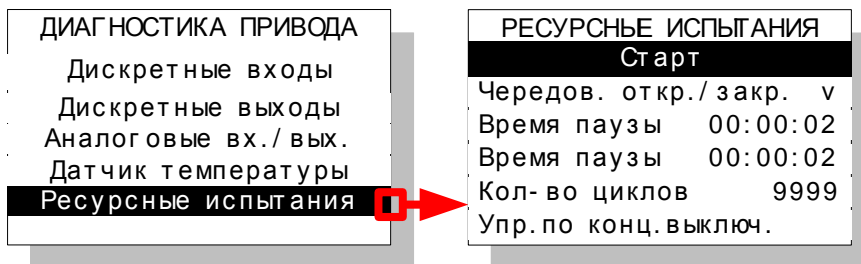 ДИАГНОСТИКА ПРИВОДА
Дискретные входы
Дискретные выходы
Аналоговые вх./вых.
Датчик температуры
Ресурсные испытания
РЕСУРСНЫЕ ИСПЫТАНИЯ
Старт
Чередов. откр./закр. v
Время паузы 00:00:02
Время паузы 00:00:02
Кол-во циклов 9999
Упр.по конц.выключ.